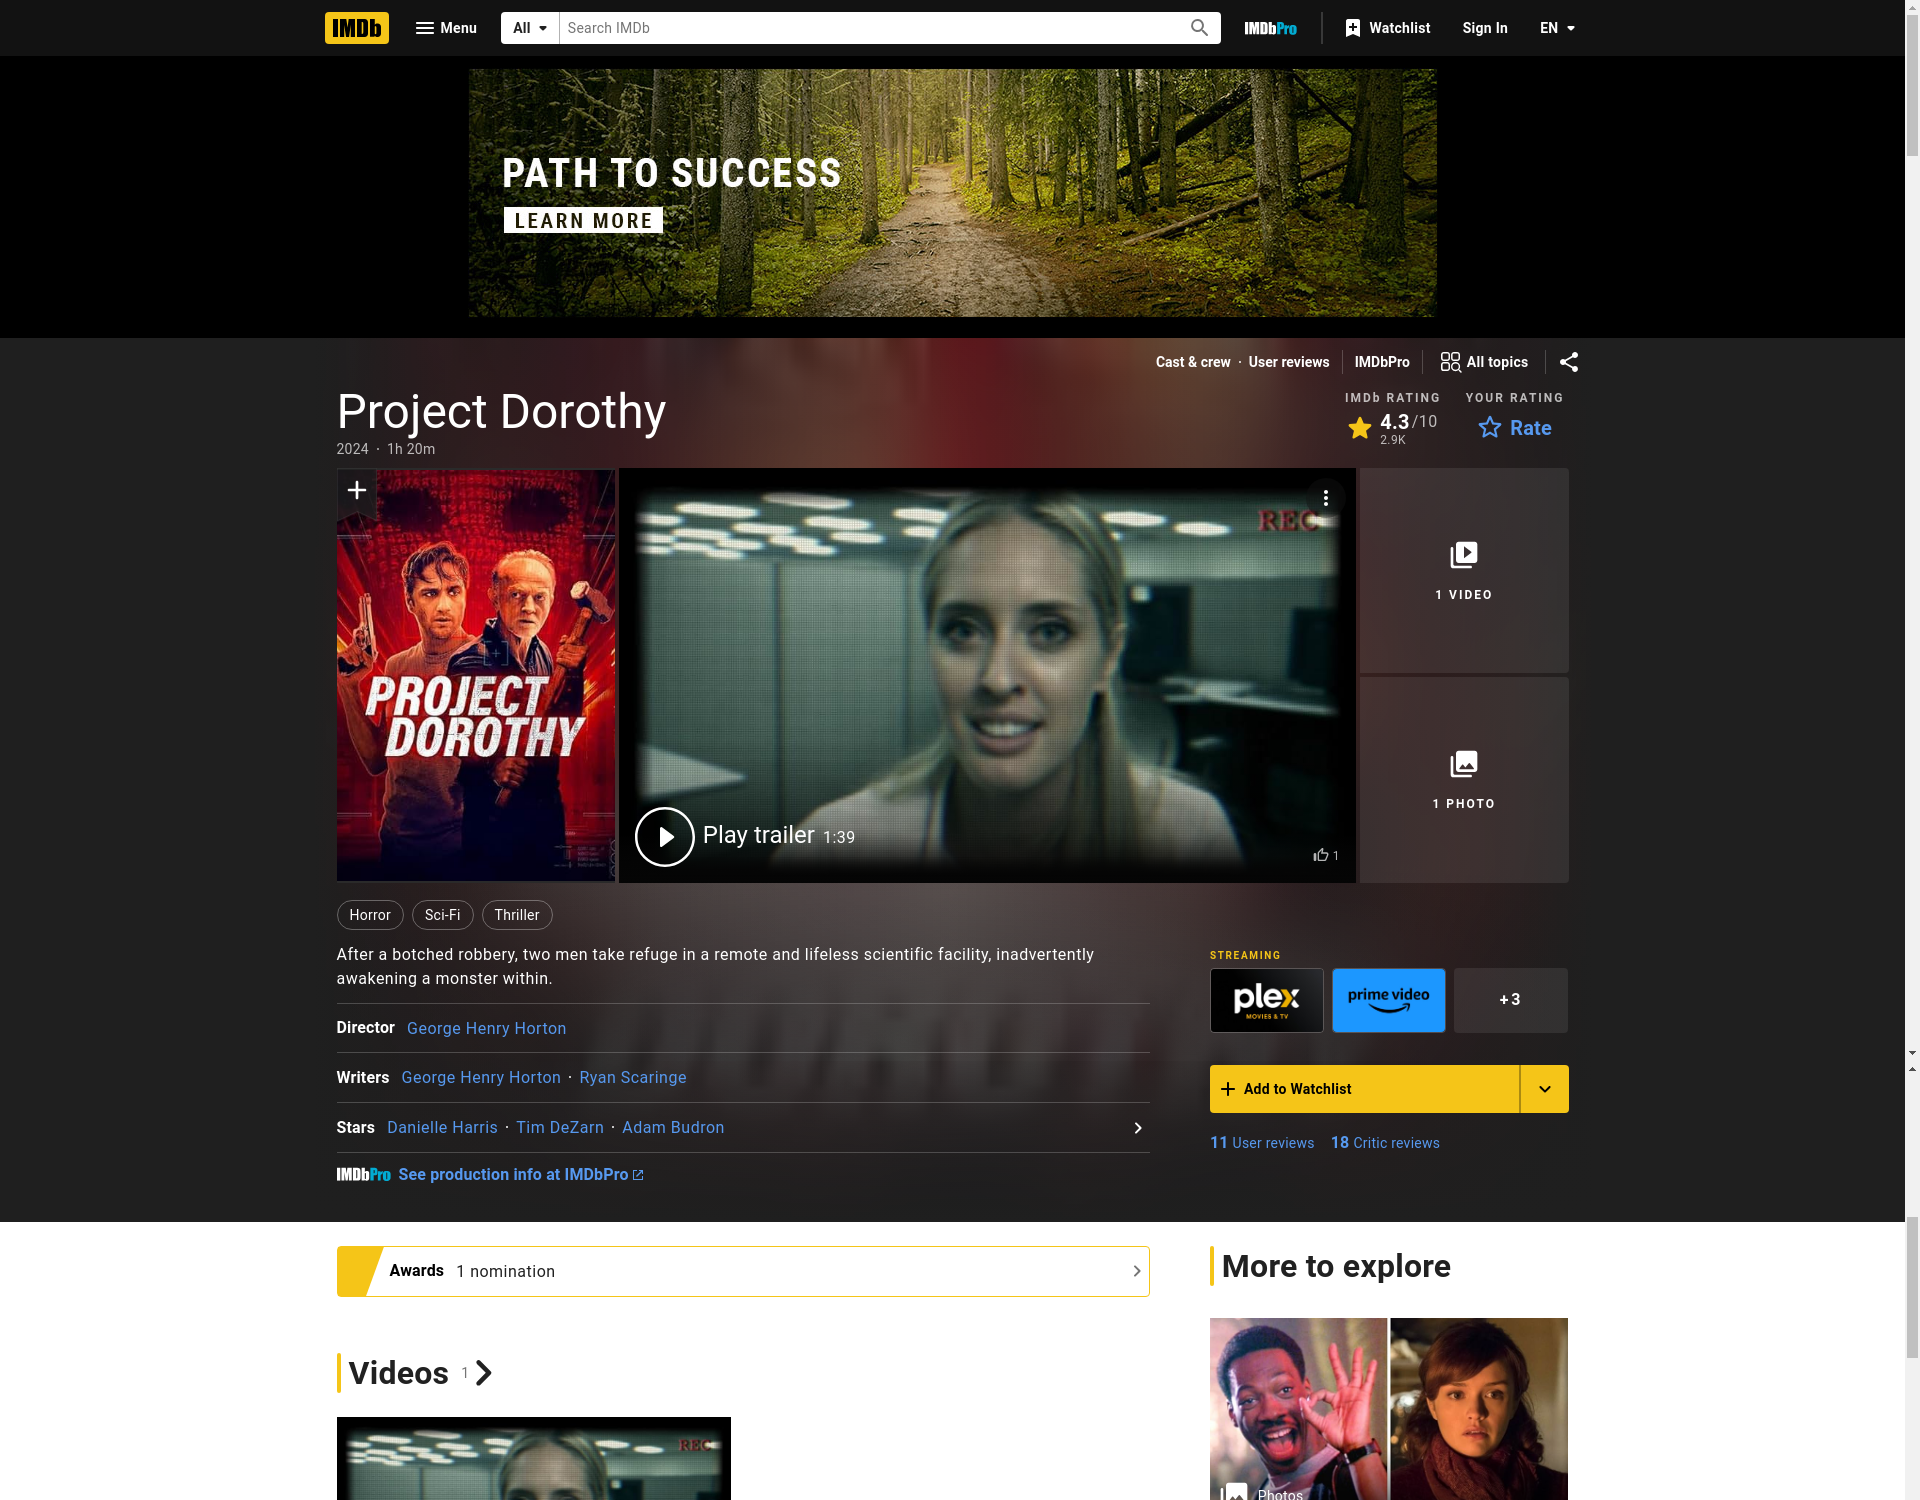 IMDb
Menu
All
Search IMDb
IMDbPro
Watchlist
Sign In
EN
PATH TO SUCCESS
LEARN MORE
Cast & crew · User reviews
IMDbPro
All topics
Project Dorothy
2024 · 1h 20m
IMDb RATING
4.3/10
2.9K
YOUR RATING
Rate
PROJECT
DOROTHY
REC
Play trailer 1:39
1
1 VIDEO
1 PHOTO
Horror
Sci-Fi
Thriller
After a botched robbery, two men take refuge in a remote and lifeless scientific facility, inadvertently
awakening a monster within.
Director George Henry Horton
Writers George Henry Horton · Ryan Scaringe
Stars Danielle Harris · Tim DeZarn · Adam Budron
IMDbPro See production info at IMDbPro
STREAMING
plex
MOVIES & TV
prime video
+3
Add to Watchlist
11 User reviews 18 Critic reviews
Awards 1 nomination
Videos 1
REC
More to explore
Photos